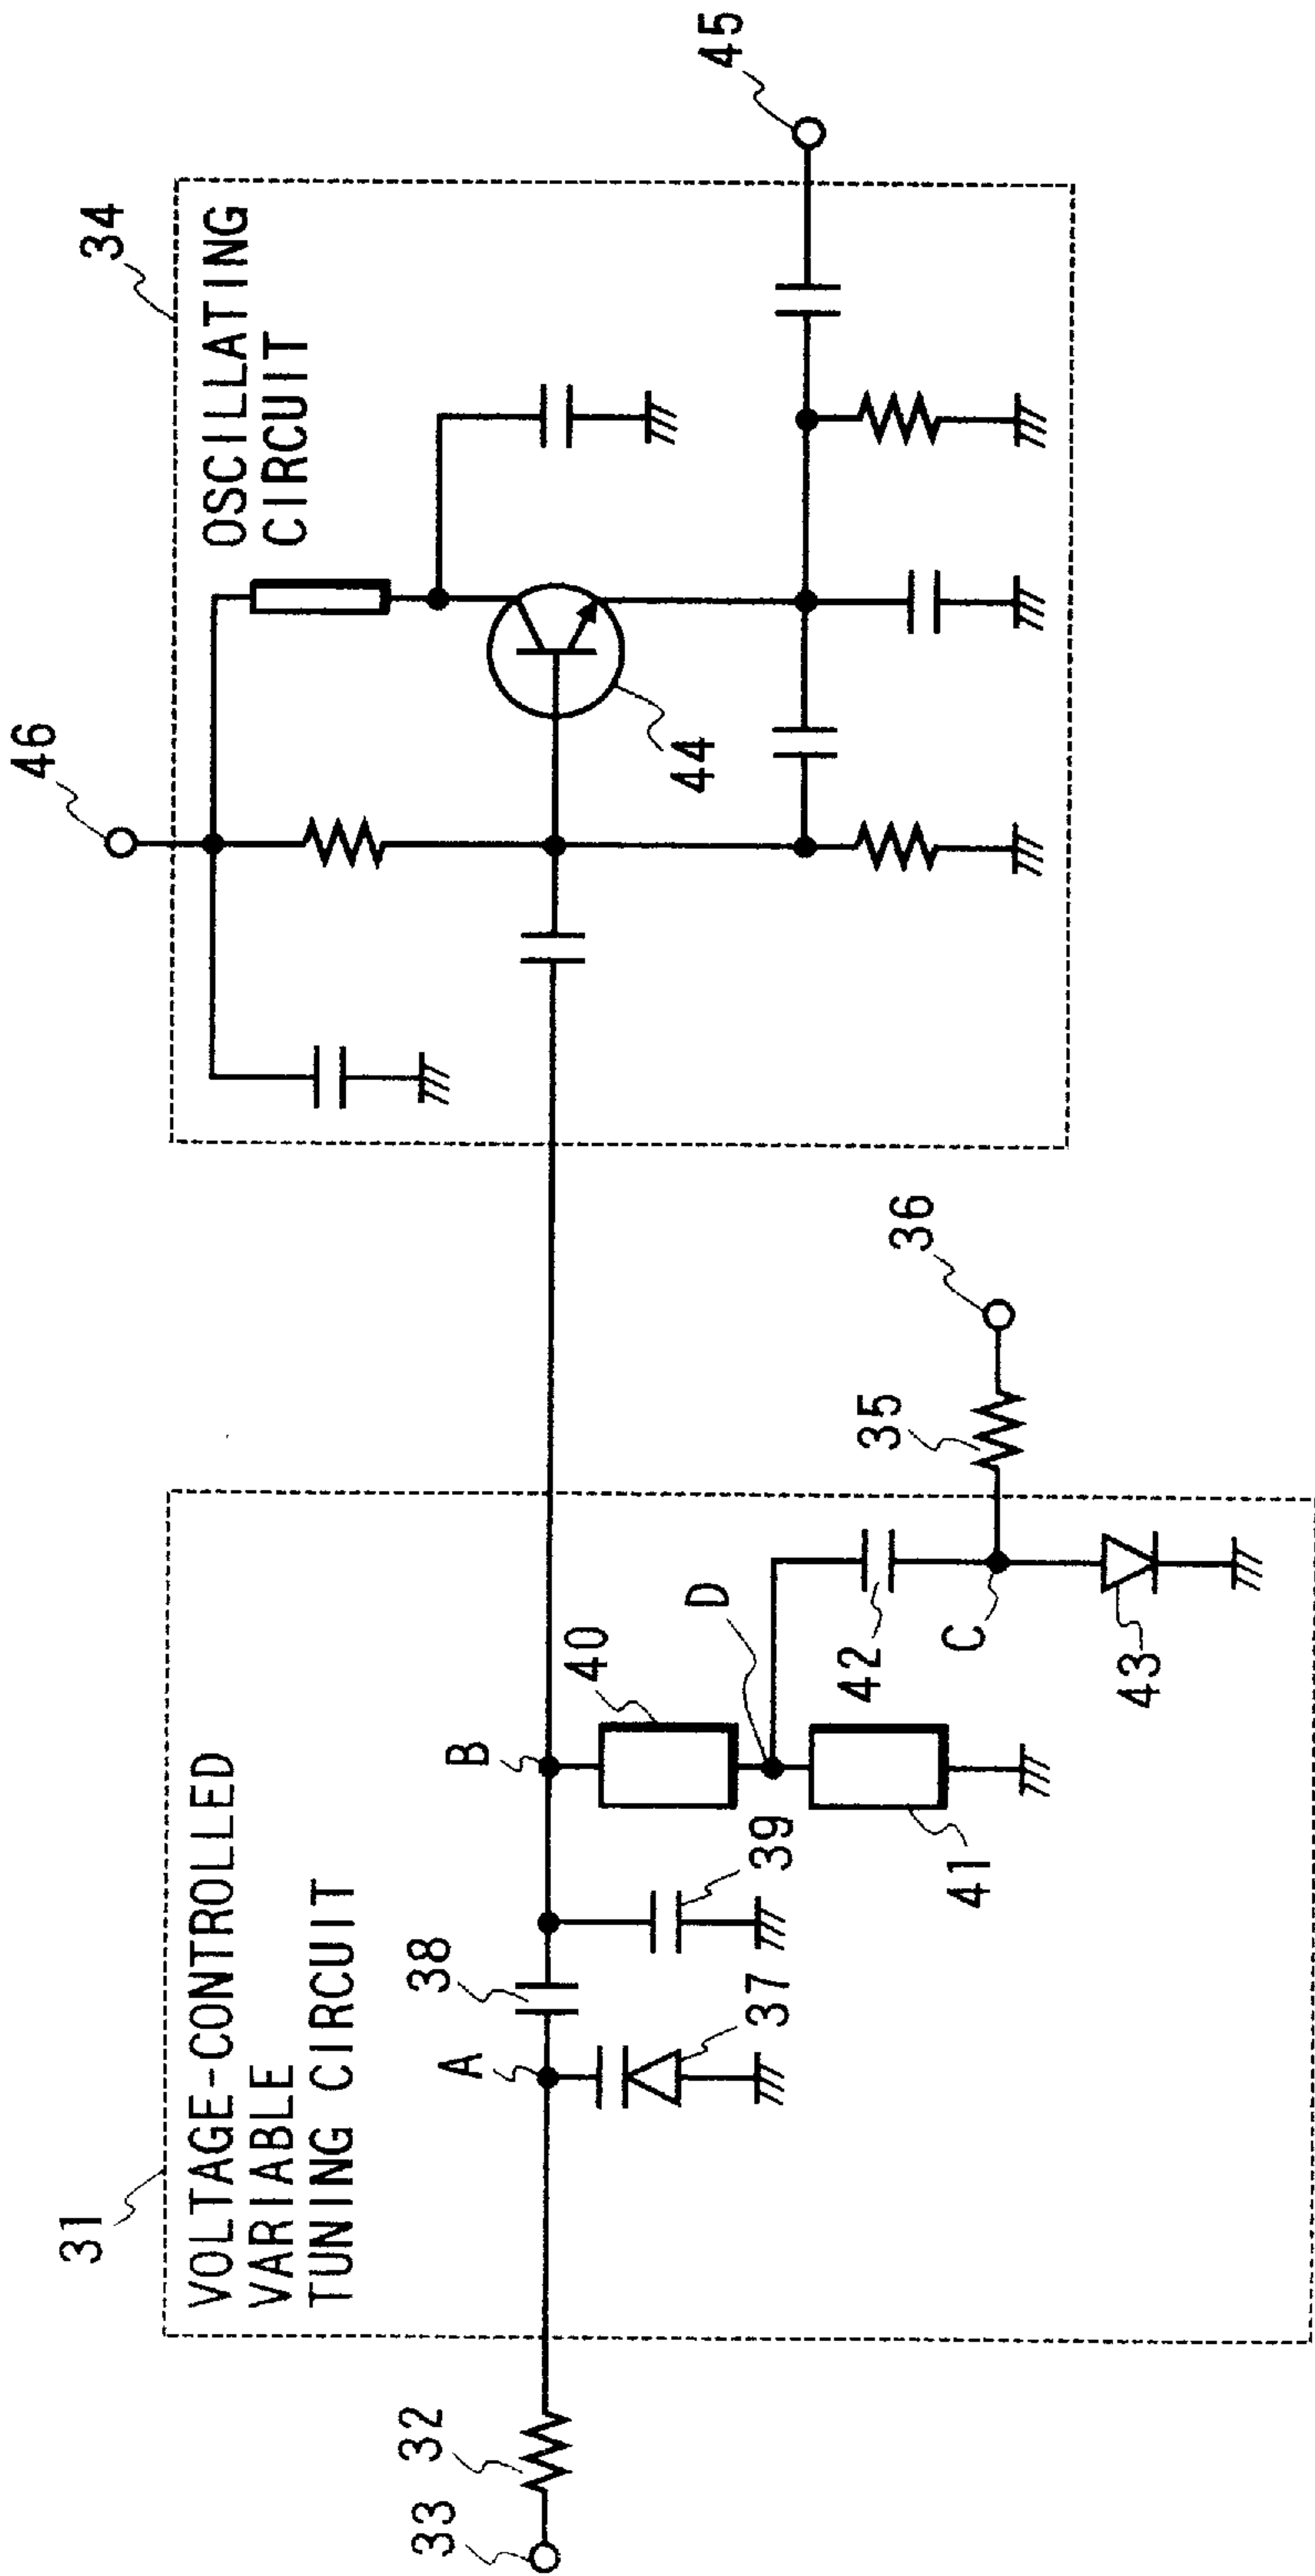 34
OSCILLATING
CIRCUIT
46
44
45
31
VOLTAGE-CONTROLLED
VARIABLE
TUNING CIRCUIT
33
32
A
37
38
39
B
40
D
41
42
C
43
35
36